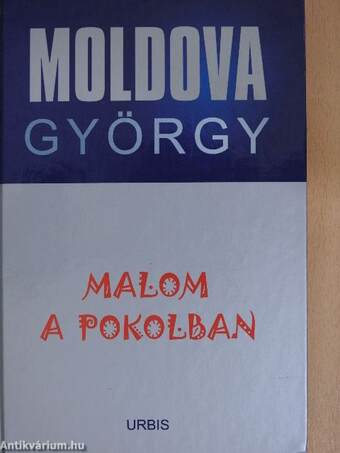 MOLDOVA
GYÖRGY
MALOM
A POKOLBAN
URBIS
Antikvárium.hu